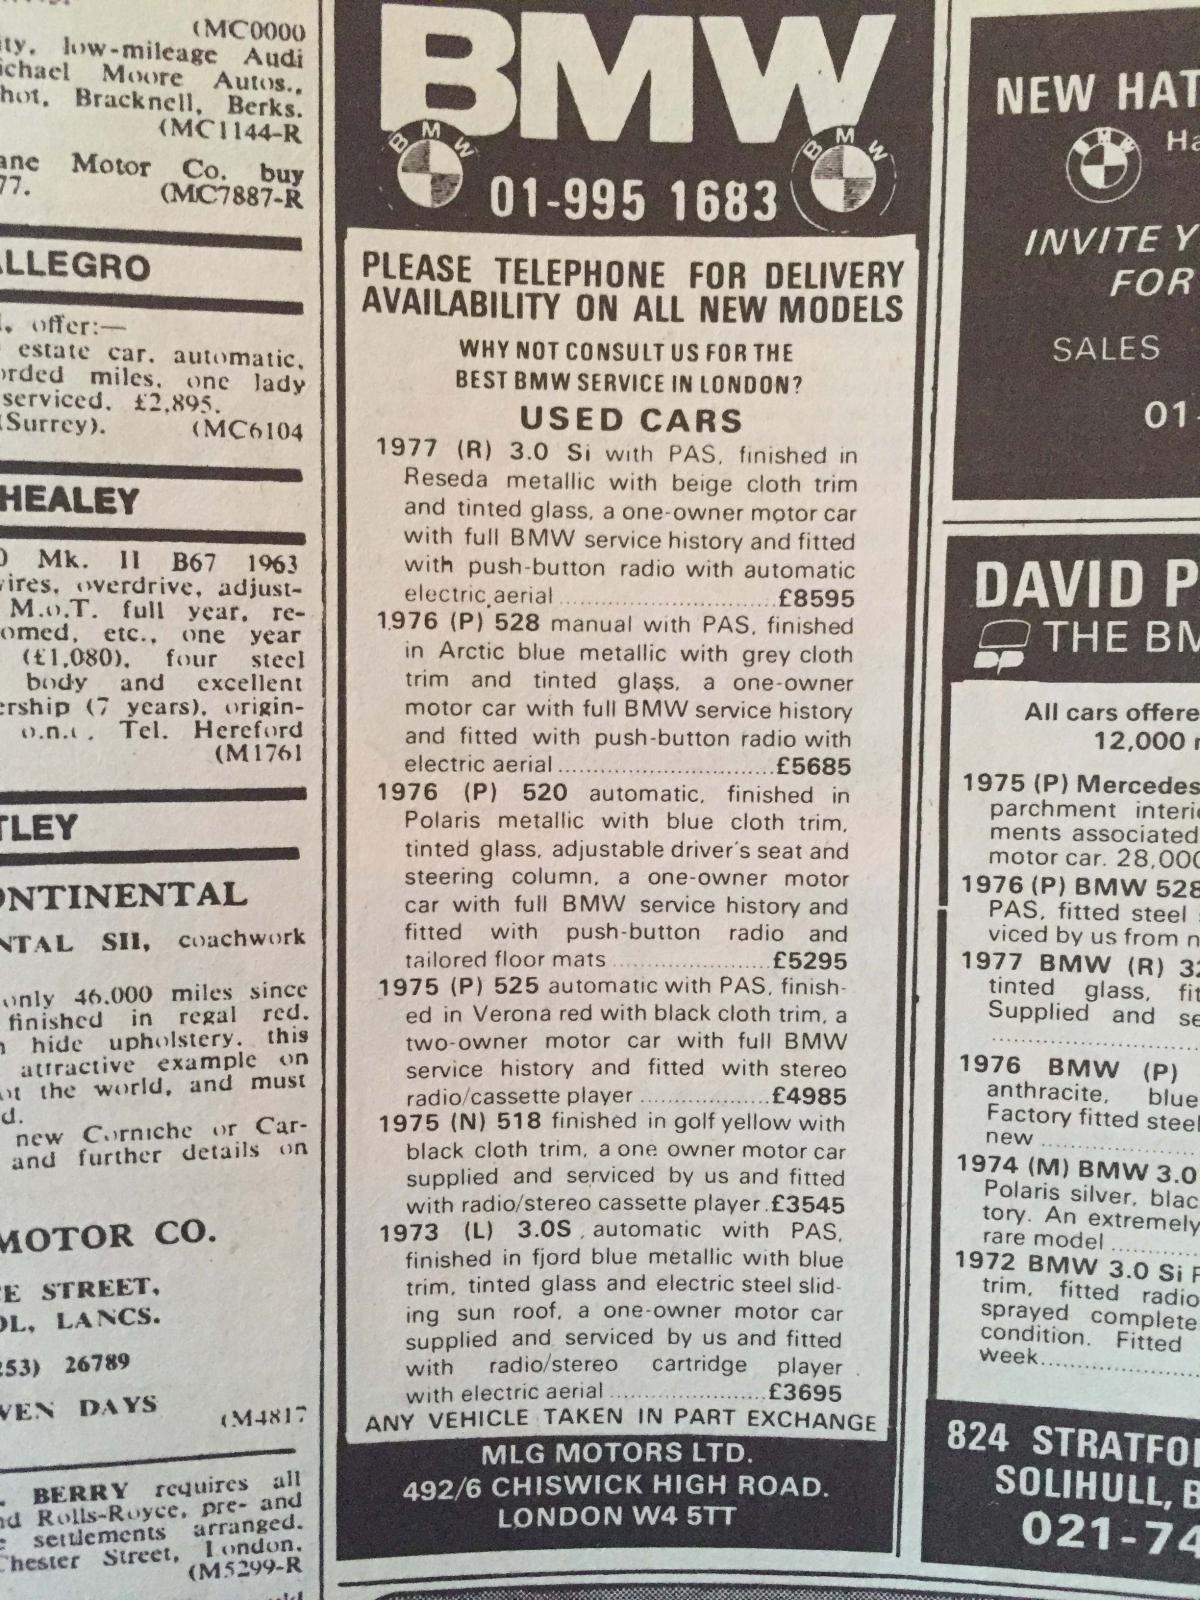 (MC0000
low-mileage Audi
Michael Moore Autos.,
Bracknell, Berks.
(MC1144-R
Motor Co. buy
77. (MC7887-R
ALLEGRO
offer:—
estate car, automatic,
miles, one lady
serviced, £2,895.
(Surrey). (MC6104
HEALEY
Mk. II B67 1963
wires, overdrive, adjust-
M.o.T. full year, re-
etc., one year
(£1,080), four steel
body and excellent
(7 years), origin-
o.n.o. Tel. Hereford
(M1761
TLEY
ONTINENTAL
NTAL SII, coachwork
only 46,000 miles since
finished in regal red,
hide upholstery, this
attractive example on
the world, and must
new Corniche or Car-
and further details on
MOTOR CO.
STREET,
LANCS.
26789
DAYS
(M4817
BERRY requires all
Rolls-Royce, pre- and
settlements arranged.
Chester Street, London.
(M5299-R
BMW
BMW
01-995 1683
BMW
PLEASE TELEPHONE FOR DELIVERY
AVAILABILITY ON ALL NEW MODELS
WHY NOT CONSULT US FOR THE
BEST BMW SERVICE IN LONDON?
USED CARS
1977 (R) 3.0 Si with PAS, finished in
Reseda metallic with beige cloth trim
and tinted glass, a one-owner motor car
with full BMW service history and fitted
with push-button radio with automatic
electric aerial ........................ £8595
1976 (P) 528 manual with PAS, finished
in Arctic blue metallic with grey cloth
trim and tinted glass, a one-owner
motor car with full BMW service history
and fitted with push-button radio with
electric aerial ........................ £5685
1976 (P) 520 automatic, finished in
Polaris metallic with blue cloth trim,
tinted glass, adjustable driver's seat and
steering column, a one-owner motor
car with full BMW service history and
fitted with push-button radio and
tailored floor mats .................. £5295
1975 (P) 525 automatic with PAS, finish-
ed in Verona red with black cloth trim, a
two-owner motor car with full BMW
service history and fitted with stereo
radio/cassette player ............... £4985
1975 (N) 518 finished in golf yellow with
black cloth trim, a one owner motor car
supplied and serviced by us and fitted
with radio/stereo cassette player . £3545
1973 (L) 3.0S automatic with PAS,
finished in fjord blue metallic with blue
trim, tinted glass and electric steel slid-
ing sun roof, a one-owner motor car
supplied and serviced by us and fitted
with radio/stereo cartridge player
with electric aerial .................. £3695
ANY VEHICLE TAKEN IN PART EXCHANGE
MLG MOTORS LTD.
492/6 CHISWICK HIGH ROAD.
LONDON W4 5TT
NEW HAT
BMW
Ha
INVITE Y
FOR
SALES
01-
DAVID P
THE BM
DP
All cars offere
12,000
1975 (P) Mercedes
parchment interi
ments associated
motor car. 28,000
1976 (P) BMW 528
PAS, fitted steel
viced by us from
1977 BMW (R) 32
tinted glass, fit
Supplied and se
1976 BMW (P)
anthracite, blue
Factory fitted steel
new
1974 (M) BMW 3.0
Polaris silver, blac
tory. An extremely
rare model
1972 BMW 3.0 Si
trim, fitted radio
sprayed complete
condition. Fitted
week
824 STRATFO
SOLIHULL, B
021-74